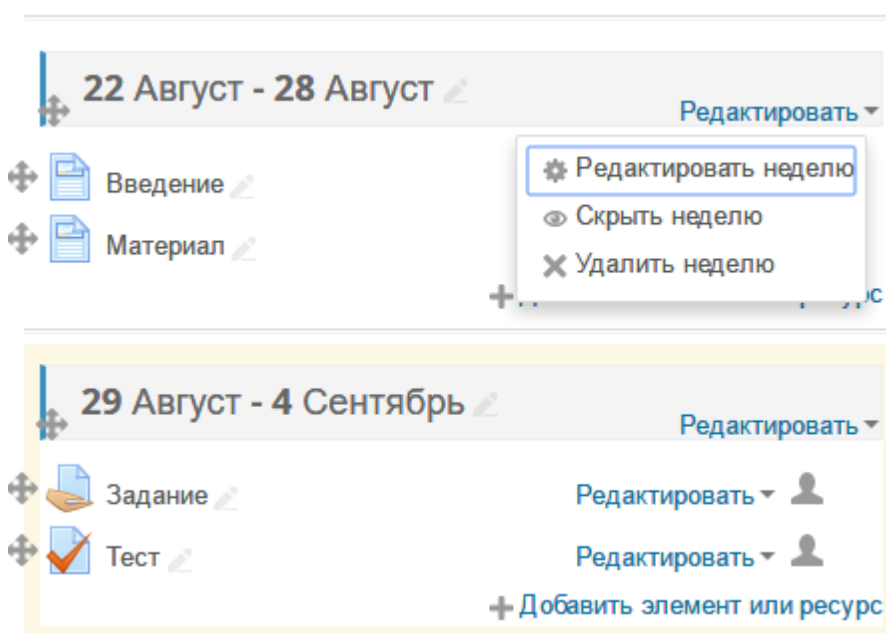 22 Август - 28 Август
Редактировать
Введение
Редактировать неделю
Материал
Скрыть неделю
Удалить неделю
29 Август - 4 Сентябрь
Редактировать
Задание
Редактировать
Тест
Редактировать
Добавить элемент или ресурс